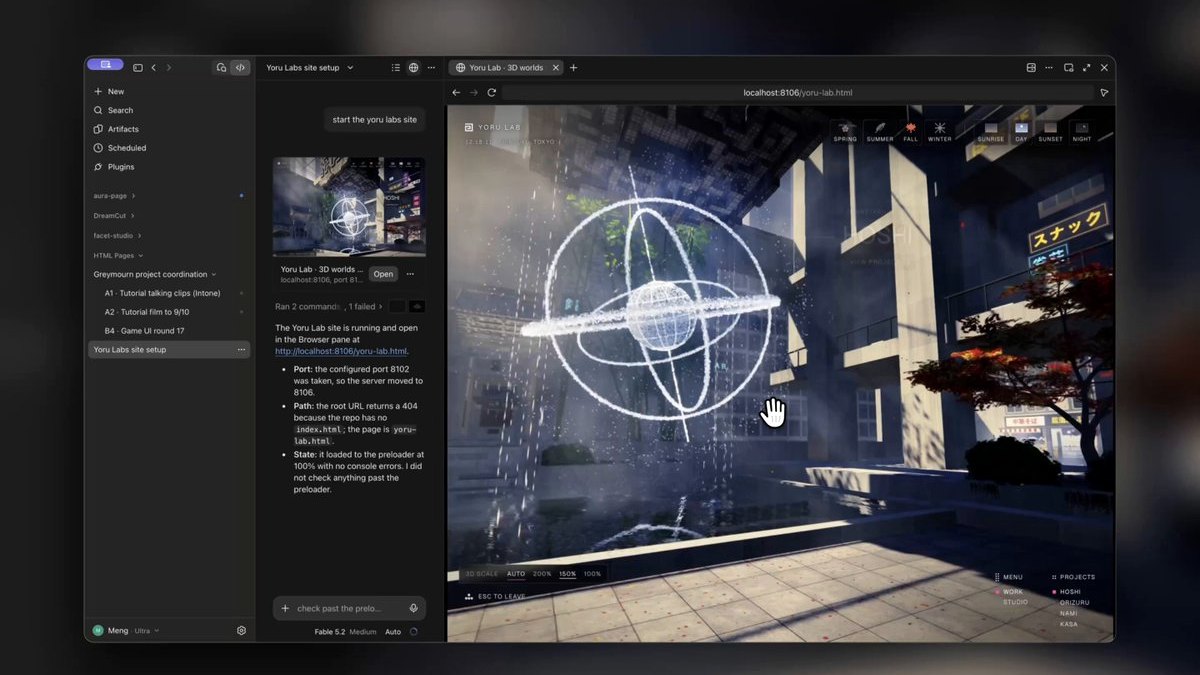 Yoru Labs site setup
Yoru Lab · 3D worlds
localhost:8106/yoru-lab.html
New
Search
Artifacts
Scheduled
Plugins
aura-page
DreamCut
facet-studio
HTML Pages
Greymourn project coordination
A1 · Tutorial talking clips (Intone)
A2 · Tutorial film to 9/10
B4 · Game UI round 17
Yoru Labs site setup
M Meng Ultra
start the yoru labs site
Yoru Lab · 3D worlds ...
localhost:8106, port 81...
Open
Ran 2 commands, 1 failed
The Yoru Lab site is running and open
in the Browser pane at
http://localhost:8106/yoru-lab.html.
• Port: the configured port 8102
was taken, so the server moved to
8106.
• Path: the root URL returns a 404
because the repo has no
index.html; the page is yoru-
lab.html.
• State: it loaded to the preloader at
100% with no console errors. I did
not check anything past the
preloader.
check past the prelo...
Fable 5.2 Medium Auto
YORU LAB
TOKYO
SPRING SUMMER FALL WINTER SUNRISE DAY SUNSET NIGHT
HOSHI
VIEW PROJECT
スナック
3D SCALE AUTO 200% 150% 100%
ESC TO LEAVE
MENU
WORK
STUDIO
PROJECTS
HOSHI
ORIZURU
NAMI
KASA